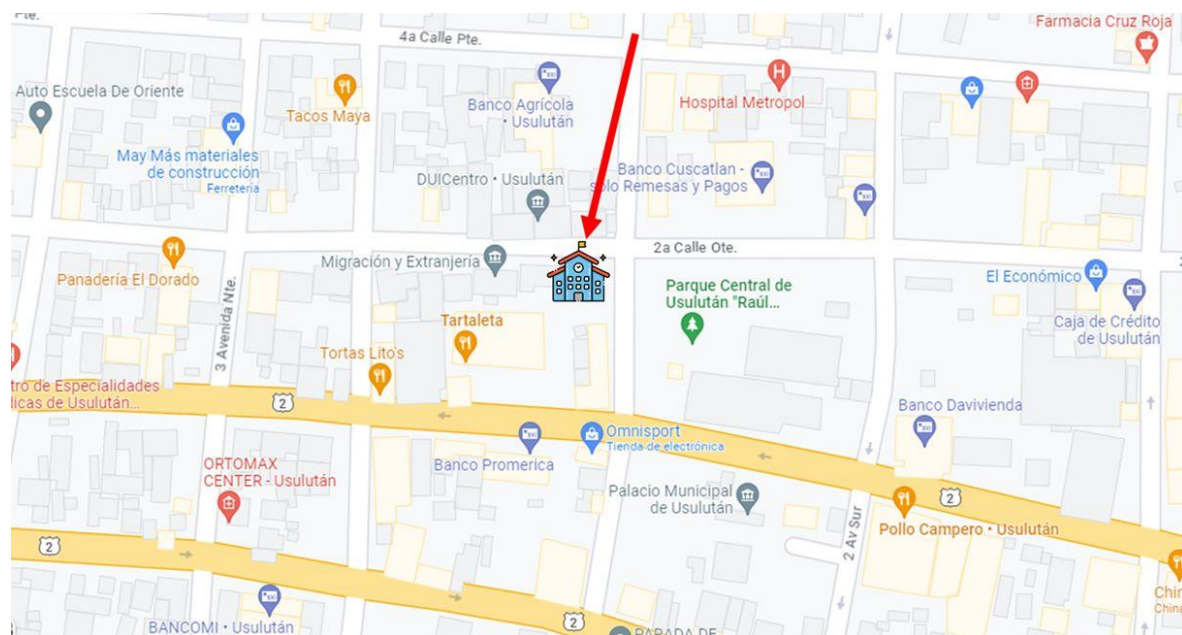 Farmacia Cruz Roja
4a Calle Pte.
Pte.
Auto Escuela De Oriente
Tacos Maya
Banco Agrícola
• Usulután
Hospital Metropol
May Más materiales
de construcción
Ferretería
DUICentro • Usulután
Banco Cuscatlan -
solo Remesas y Pagos
2a Calle Ote.
Migración y Extranjería
Panadería El Dorado
Parque Central de
Usulután "Raúl...
El Económico
Caja de Crédito
de Usulután
3 Avenida Nte.
Tartaleta
Tortas Lito's
tro de Especialidades
dicas de Usulután...
2
Banco Davivienda
Omnisport
Tienda de electrónica
Banco Promerica
ORTOMAX
CENTER - Usulután
Palacio Municipal
de Usulután
2
Pollo Campero • Usulután
2 Av Sur
2
Chin
China
BANCOMI • Usulután
2
PARADA DE